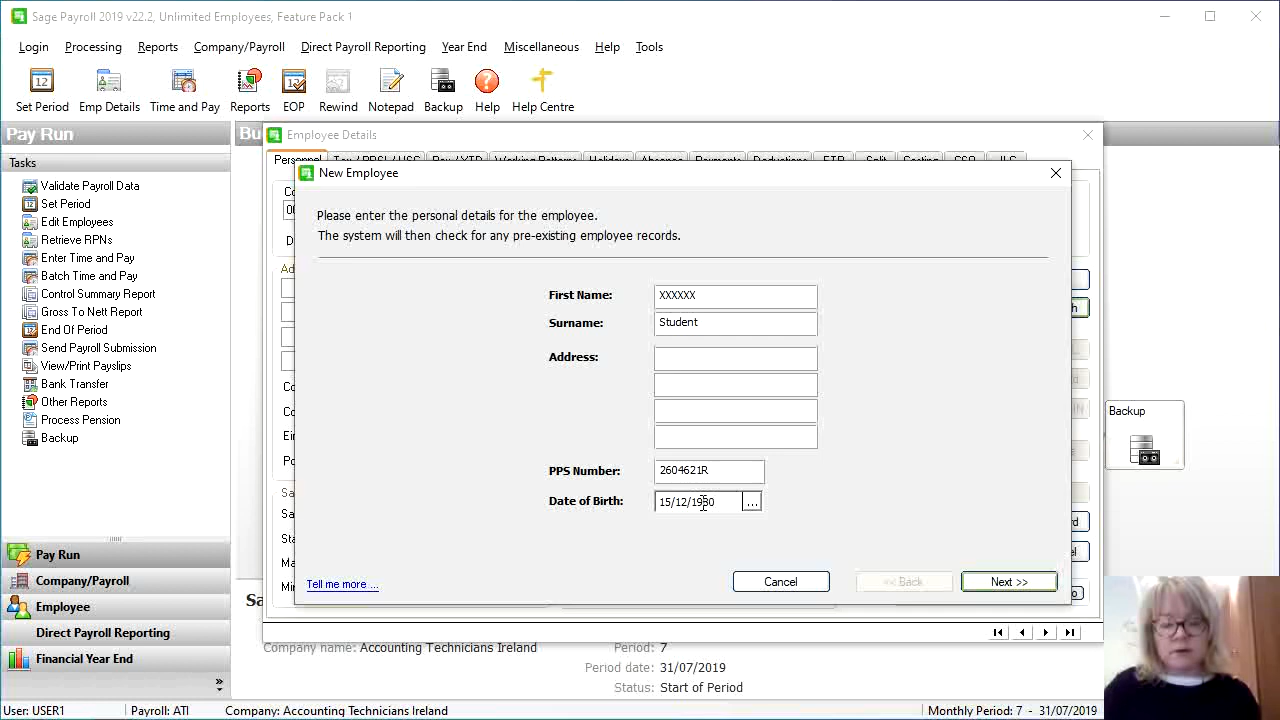 Sage Payroll 2019 v22.2, Unlimited Employees, Feature Pack 1
Login Processing Reports Company/Payroll Direct Payroll Reporting Year End Miscellaneous Help Tools
Set Period Emp Details Time and Pay Reports EOP Rewind Notepad Backup Help Help Centre
Pay Run
Tasks
Validate Payroll Data
Set Period
Edit Employees
Retrieve RPNs
Enter Time and Pay
Batch Time and Pay
Control Summary Report
Gross To Nett Report
End Of Period
Send Payroll Submission
View/Print Payslips
Bank Transfer
Other Reports
Process Pension
Backup
Pay Run
Company/Payroll
Employee
Direct Payroll Reporting
Financial Year End
Employee Details
New Employee
Please enter the personal details for the employee.
The system will then check for any pre-existing employee records.
First Name: XXXXXX
Surname: Student
Address:
PPS Number: 2604621R
Date of Birth: 15/12/1980 ...
Tell me more ...
Cancel << Back Next >>
Backup
Company name: Accounting Technicians Ireland
Period: 7
Period date: 31/07/2019
Status: Start of Period
User: USER1 Payroll: ATI Company: Accounting Technicians Ireland Monthly Period: 7 - 31/07/2019